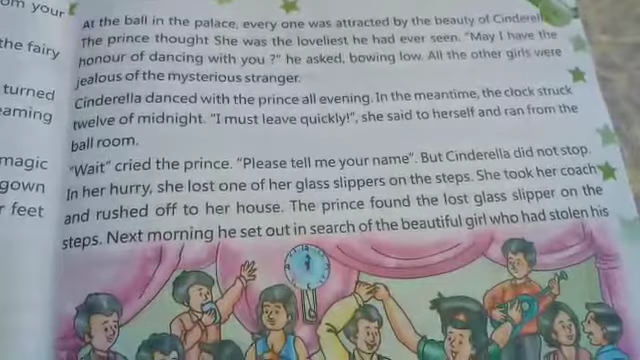 om your
the fairy
turned
eaming
magic
gown
r feet
At the ball in the palace, every one was attracted by the beauty of Cinderel
The prince thought She was the loveliest he had ever seen. "May I have the
honour of dancing with you ?" he asked, bowing low. All the other girls were
jealous of the mysterious stranger.
Cinderella danced with the prince all evening. In the meantime, the clock struck
twelve of midnight. "I must leave quickly!", she said to herself and ran from the
ball room.
"Wait" cried the prince. "Please tell me your name". But Cinderella did not stop.
In her hurry, she lost one of her glass slippers on the steps. She took her coach
and rushed off to her house. The prince found the lost glass slipper on the
steps. Next morning he set out in search of the beautiful girl who had stolen his